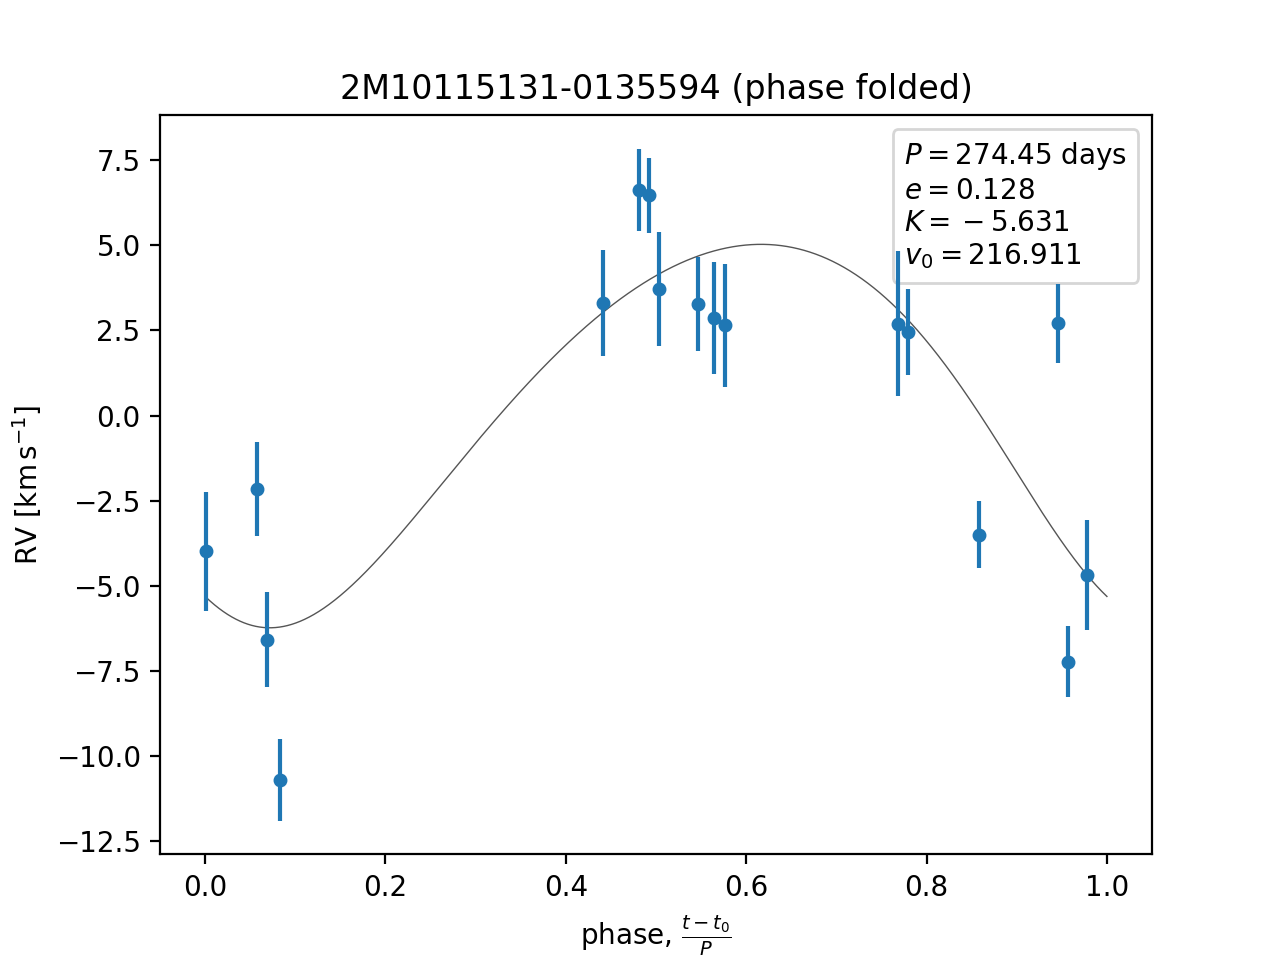 2M10115131-0135594 (phase folded)
P = 274.45 days
e = 0.128
K = −5.631
v₀ = 216.911
7.5
5.0
2.5
0.0
−2.5
−5.0
−7.5
−10.0
−12.5
RV [km s⁻¹]
0.0 0.2 0.4 0.6 0.8 1.0
phase, (t − t₀)/P